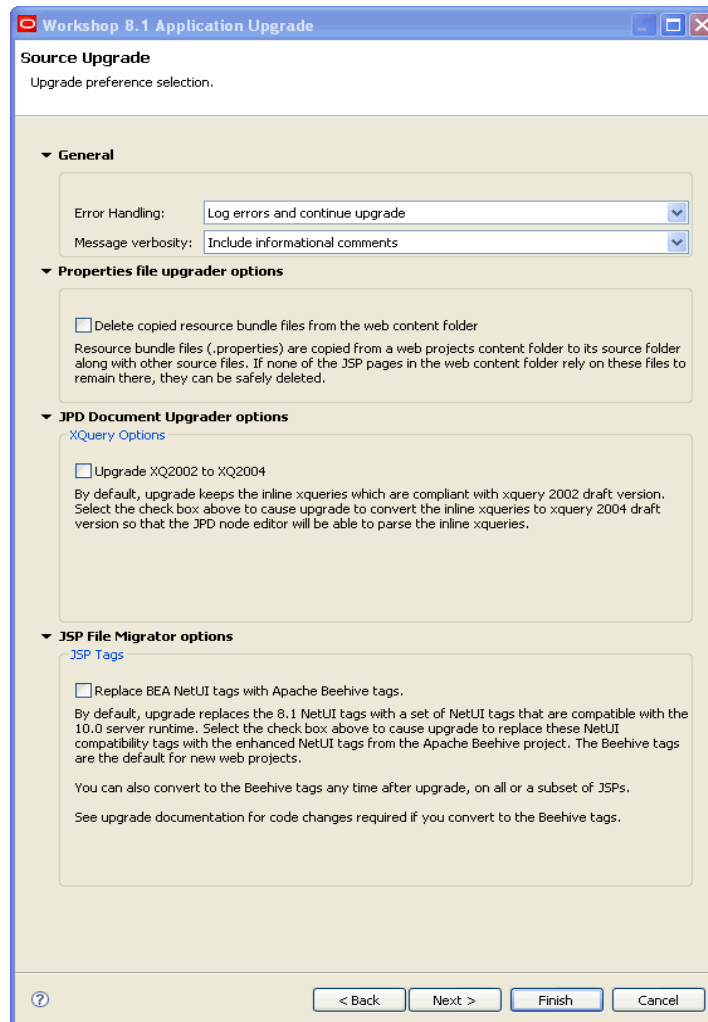 Workshop 8.1 Application Upgrade
Source Upgrade
Upgrade preference selection.
General
Error Handling: Log errors and continue upgrade
Message verbosity: Include informational comments
Properties file upgrader options
Delete copied resource bundle files from the web content folder
Resource bundle files (.properties) are copied from a web projects content folder to its source folder
along with other source files. If none of the JSP pages in the web content folder rely on these files to
remain there, they can be safely deleted.
JPD Document Upgrader options
XQuery Options
Upgrade XQ2002 to XQ2004
By default, upgrade keeps the inline xqueries which are compliant with xquery 2002 draft version.
Select the check box above to cause upgrade to convert the inline xqueries to xquery 2004 draft
version so that the JPD node editor will be able to parse the inline xqueries.
JSP File Migrator options
JSP Tags
Replace BEA NetUI tags with Apache Beehive tags.
By default, upgrade replaces the 8.1 NetUI tags with a set of NetUI tags that are compatible with the
10.0 server runtime. Select the check box above to cause upgrade to replace these NetUI
compatibility tags with the enhanced NetUI tags from the Apache Beehive project. The Beehive tags
are the default for new web projects.
You can also convert to the Beehive tags any time after upgrade, on all or a subset of JSPs.
See upgrade documentation for code changes required if you convert to the Beehive tags.
? < Back Next > Finish Cancel